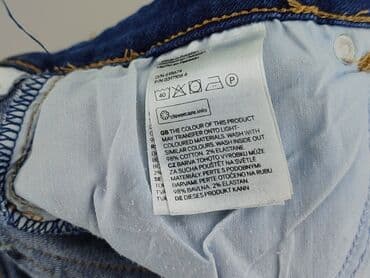 40 P
clevercare.info
GB THE COLOUR OF THIS PRODUCT
MAY TRANSFER ONTO LIGHT-
COLOURED MATERIALS. WASH WITH
SIMILAR COLOURS. WASH INSIDE OUT
98% COTTON, 2% ELASTANE
CZ BARVA TOHOTO VÝROBKU MŮŽE
ZA SUCHA POUŠTĚT NA SVĚTLÉ
MATERIÁLY. PERTE S PODOBNÝMI
BARVAMI. PERTE OTOČENO NA RUBU
98% BAVLNA, 2% ELASTAN
DE DIESES PRODUKT KANN